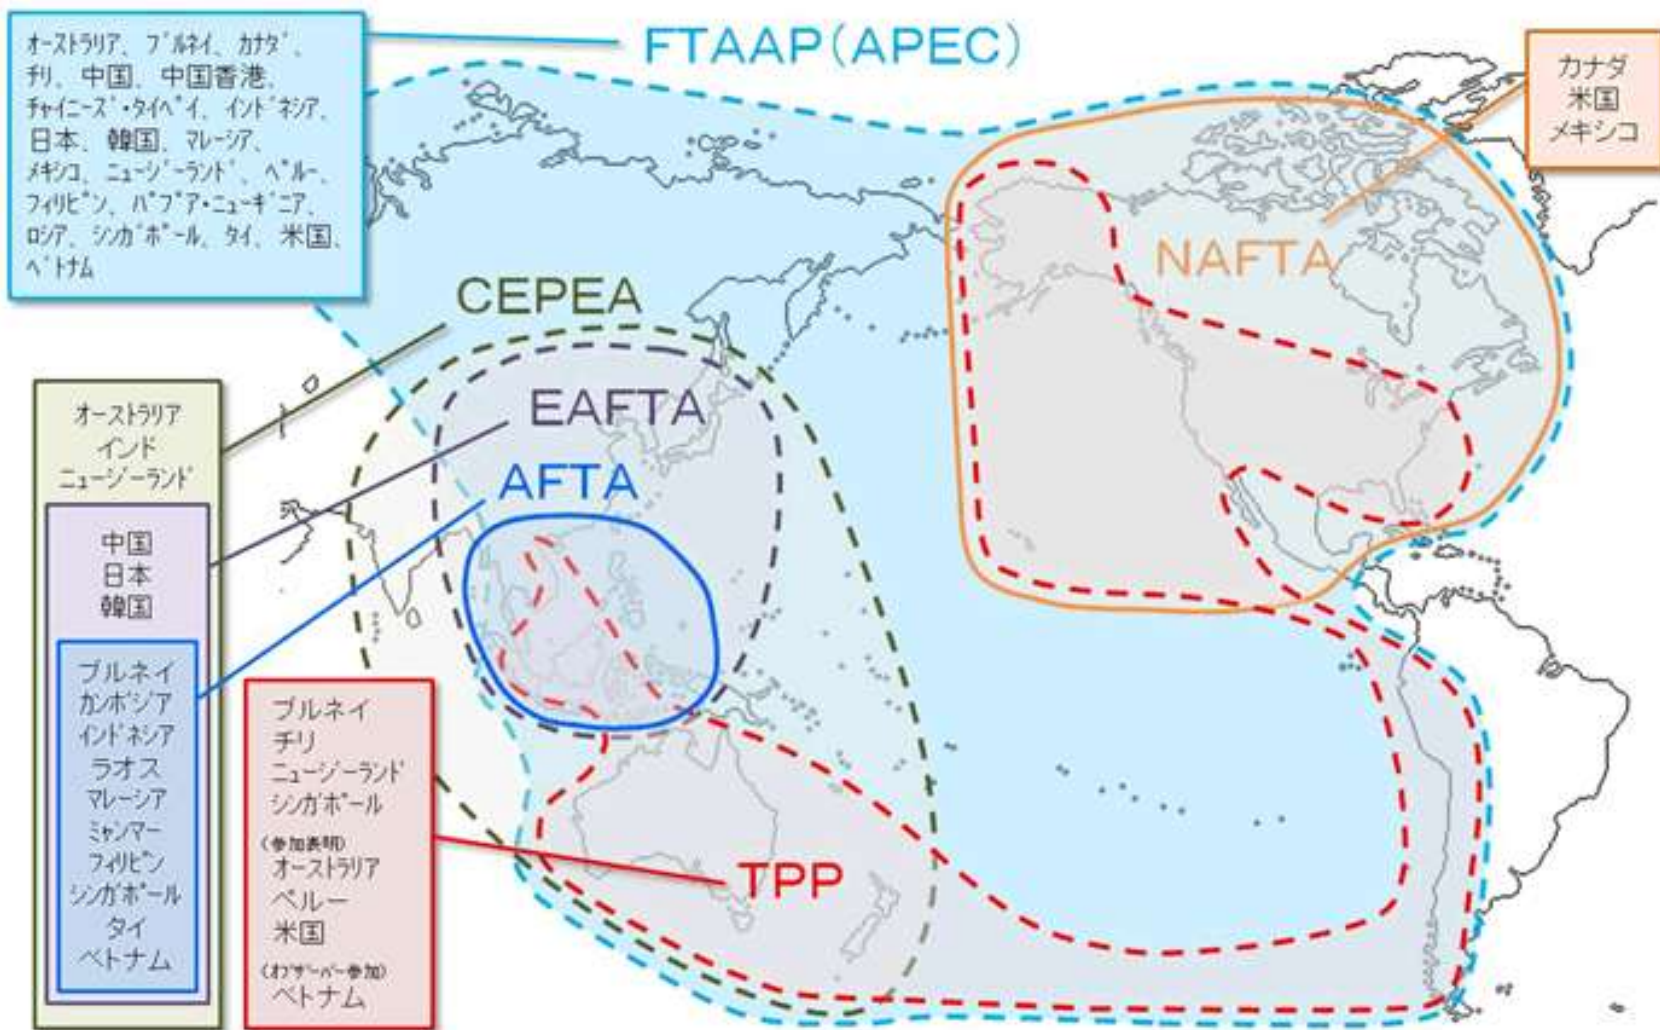 オーストラリア、ブルネイ、カナダ、
チリ、中国、中国香港、
チャイニーズ・タイペイ、インドネシア、
日本、韓国、マレーシア、
メキシコ、ニュージーランド、ペルー、
フィリピン、パプア・ニューギニア、
ロシア、シンガポール、タイ、米国、
ベトナム
FTAAP(APEC)
カナダ
米国
メキシコ
NAFTA
CEPEA
EAFTA
AFTA
オーストラリア
インド
ニュージーランド
中国
日本
韓国
ブルネイ
カンボジア
インドネシア
ラオス
マレーシア
ミャンマー
フィリピン
シンガポール
タイ
ベトナム
ブルネイ
チリ
ニュージーランド
シンガポール
(参加表明)
オーストラリア
ペルー
米国
(オブザーバー参加)
ベトナム
TPP